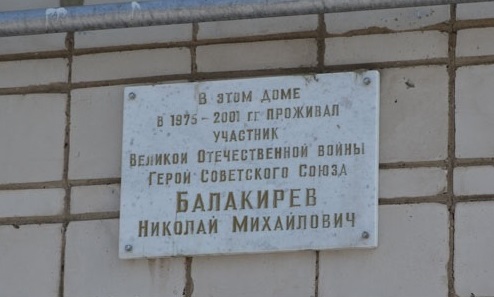 В ЭТОМ ДОМЕ
В 1975-2001 ГГ ПРОЖИВАЛ
УЧАСТНИК
ВЕЛИКОЙ ОТЕЧЕСТВЕННОЙ ВОЙНЫ
ГЕРОЙ СОВЕТСКОГО СОЮЗА
БАЛАКИРЕВ
НИКОЛАЙ МИХАЙЛОВИЧ